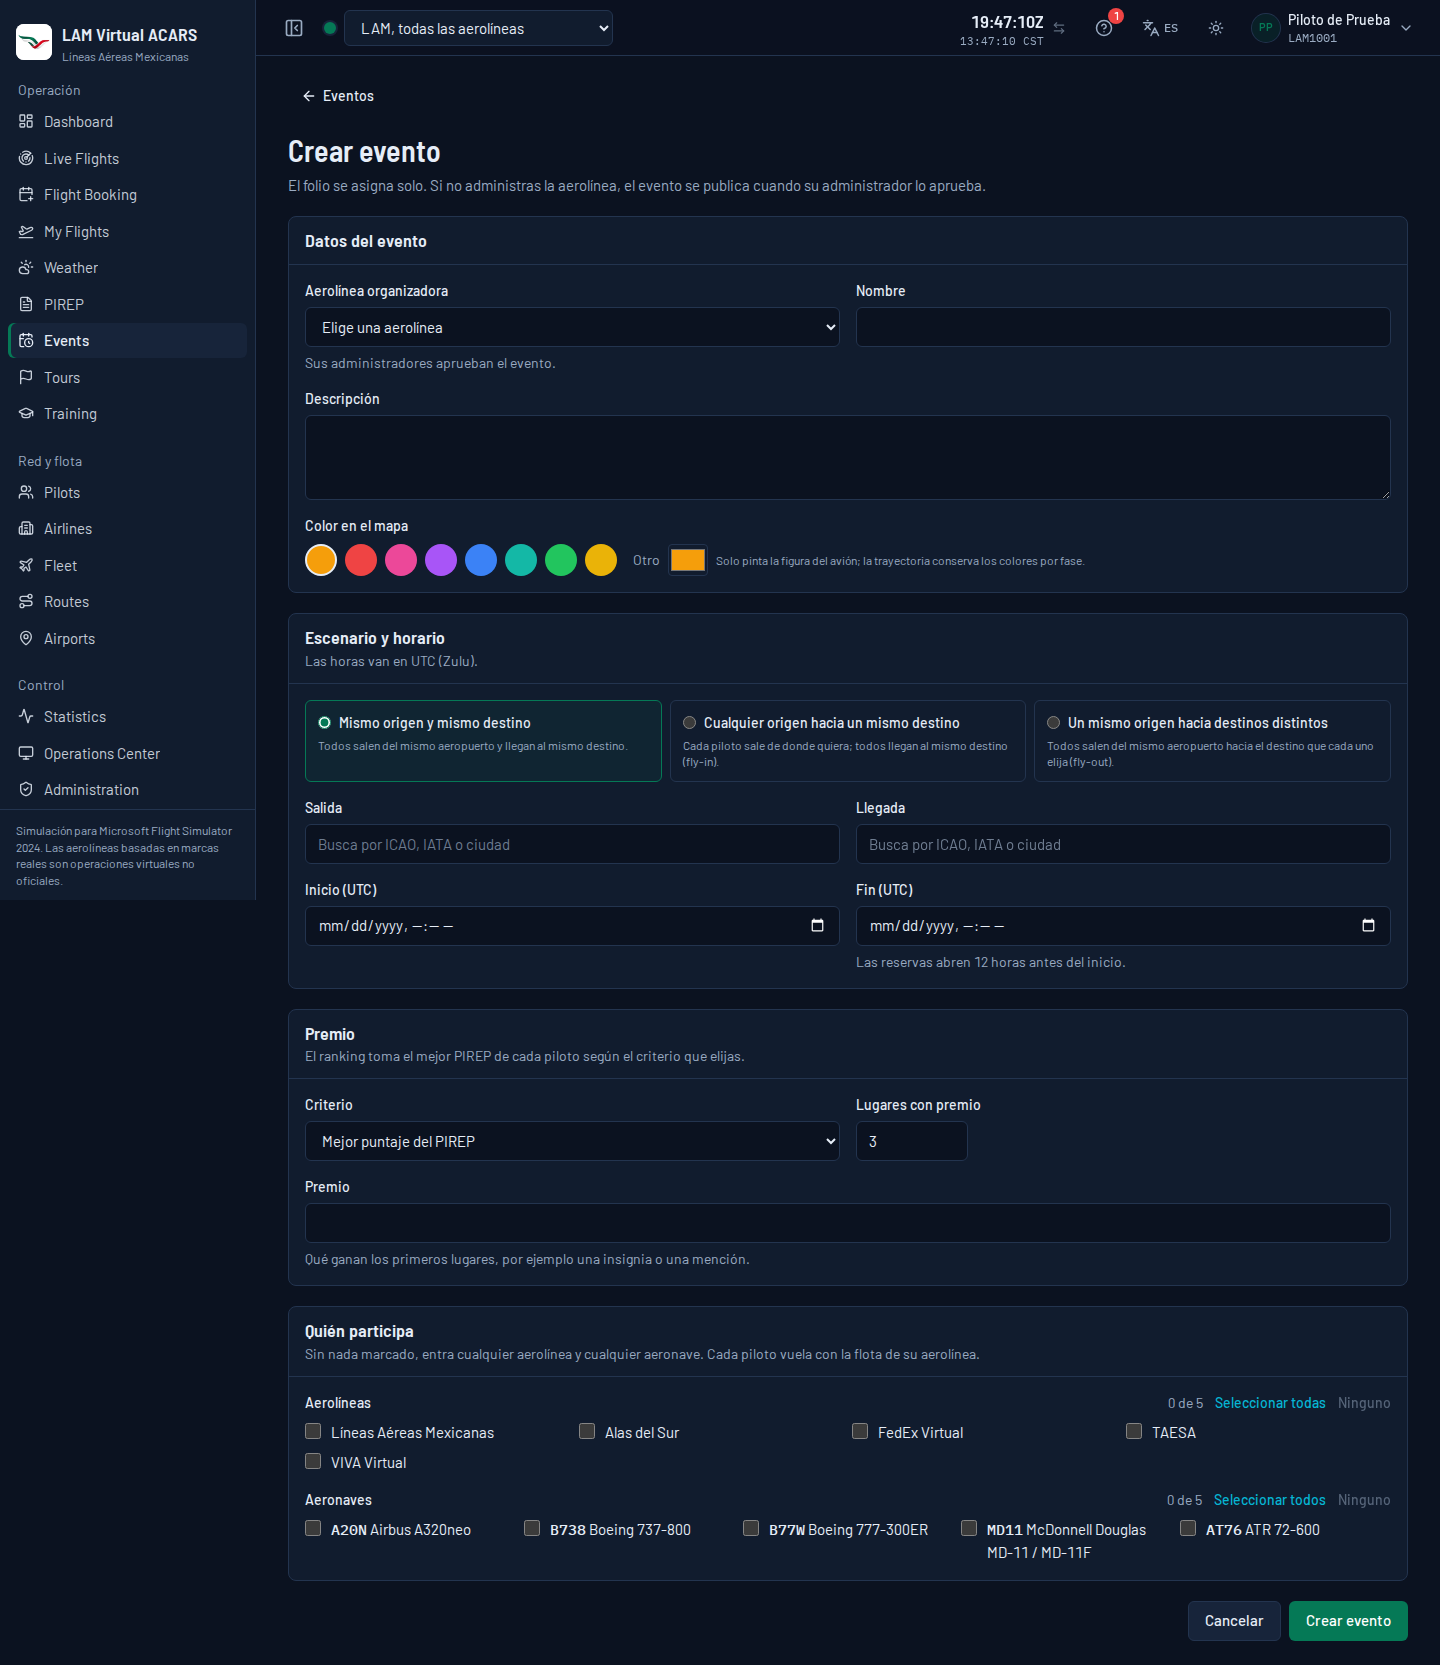 LAM Virtual ACARS
Líneas Aéreas Mexicanas
Operación
Dashboard
Live Flights
Flight Booking
My Flights
Weather
PIREP
Events
Tours
Training
Red y flota
Pilots
Airlines
Fleet
Routes
Airports
Control
Statistics
Operations Center
Administration
Simulación para Microsoft Flight Simulator
2024. Las aerolíneas basadas en marcas
reales son operaciones virtuales no
oficiales.
LAM, todas las aerolíneas
19:47:10Z
13:47:10 CST
1
ES
PP
Piloto de Prueba
LAM1001
Eventos
Crear evento
El folio se asigna solo. Si no administras la aerolínea, el evento se publica cuando su administrador lo aprueba.
Datos del evento
Aerolínea organizadora
Nombre
Elige una aerolínea
Sus administradores aprueban el evento.
Descripción
Color en el mapa
Otro
Solo pinta la figura del avión; la trayectoria conserva los colores por fase.
Escenario y horario
Las horas van en UTC (Zulu).
Mismo origen y mismo destino
Todos salen del mismo aeropuerto y llegan al mismo destino.
Cualquier origen hacia un mismo destino
Cada piloto sale de donde quiera; todos llegan al mismo destino
(fly-in).
Un mismo origen hacia destinos distintos
Todos salen del mismo aeropuerto hacia el destino que cada uno
elija (fly-out).
Salida
Llegada
Busca por ICAO, IATA o ciudad
Busca por ICAO, IATA o ciudad
Inicio (UTC)
Fin (UTC)
mm/dd/yyyy, --:-- --
mm/dd/yyyy, --:-- --
Las reservas abren 12 horas antes del inicio.
Premio
El ranking toma el mejor PIREP de cada piloto según el criterio que elijas.
Criterio
Lugares con premio
Mejor puntaje del PIREP
3
Premio
Qué ganan los primeros lugares, por ejemplo una insignia o una mención.
Quién participa
Sin nada marcado, entra cualquier aerolínea y cualquier aeronave. Cada piloto vuela con la flota de su aerolínea.
Aerolíneas
0 de 5 Seleccionar todas Ninguno
Líneas Aéreas Mexicanas
Alas del Sur
FedEx Virtual
TAESA
VIVA Virtual
Aeronaves
0 de 5 Seleccionar todos Ninguno
A20N Airbus A320neo
B738 Boeing 737-800
B77W Boeing 777-300ER
MD11 McDonnell Douglas
MD-11 / MD-11F
AT76 ATR 72-600
Cancelar
Crear evento